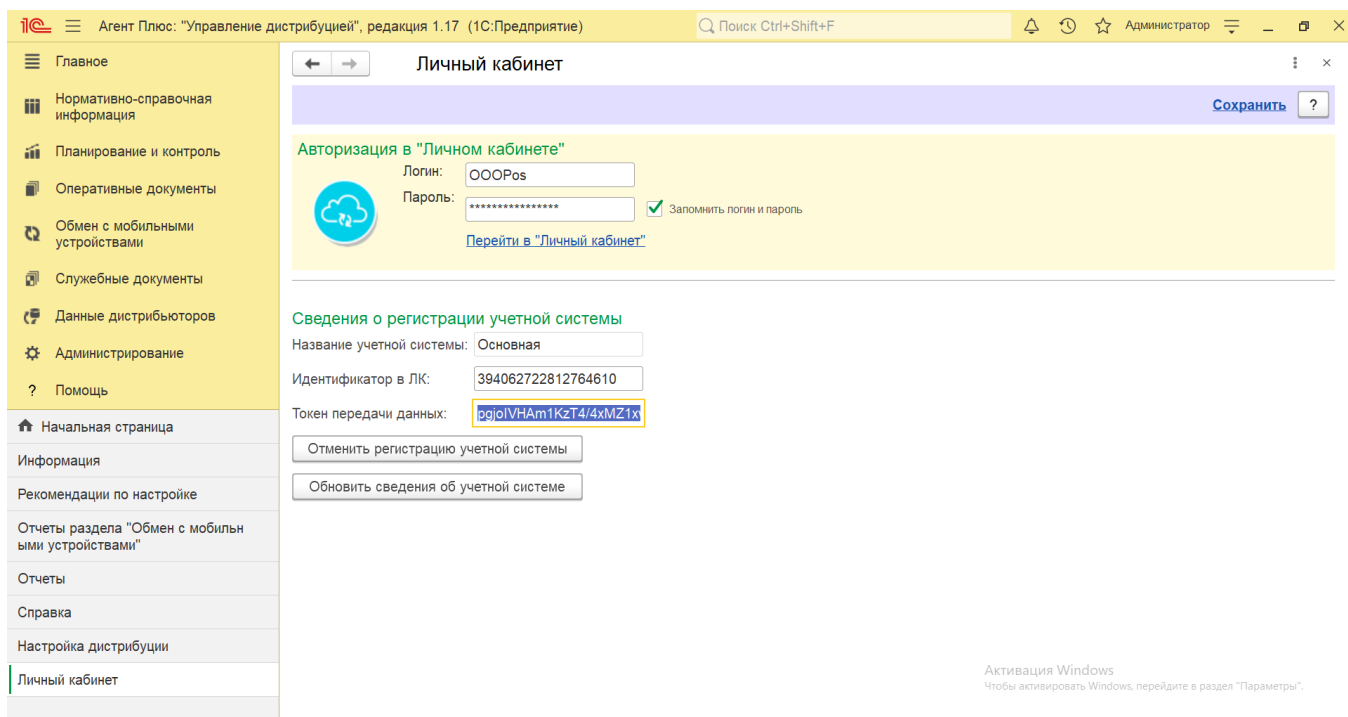 1С Агент Плюс: "Управление дистрибуцией", редакция 1.17 (1С:Предприятие)
Поиск Ctrl+Shift+F
Администратор
Главное
Нормативно-справочная
информация
Планирование и контроль
Оперативные документы
Обмен с мобильными
устройствами
Служебные документы
Данные дистрибьюторов
Администрирование
? Помощь
Начальная страница
Информация
Рекомендации по настройке
Отчеты раздела "Обмен с мобильн
ыми устройствами"
Отчеты
Справка
Настройка дистрибуции
Личный кабинет
Личный кабинет
Сохранить ?
Авторизация в "Личном кабинете"
Логин: OOOPos
Пароль: *************** Запомнить логин и пароль
Перейти в "Личный кабинет"
Сведения о регистрации учетной системы
Название учетной системы: Основная
Идентификатор в ЛК: 394062722812764610
Токен передачи данных:
Отменить регистрацию учетной системы
Обновить сведения об учетной системе
Активация Windows
Чтобы активировать Windows, перейдите в раздел "Параметры".